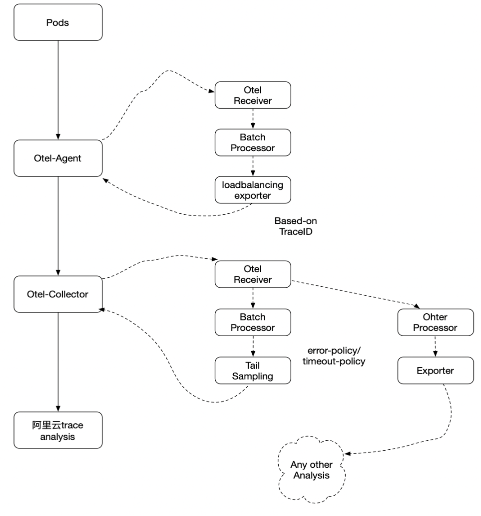 Pods
Otel
Receiver
Otel-Agent
Batch
Processor
loadbalancing
exporter
Based-on
TraceID
Otel-Collector
Otel
Receiver
Batch
Processor
Ohter
Processor
error-policy/
timeout-policy
Tail
Sampling
Exporter
阿里云trace
analysis
Any other
Analysis